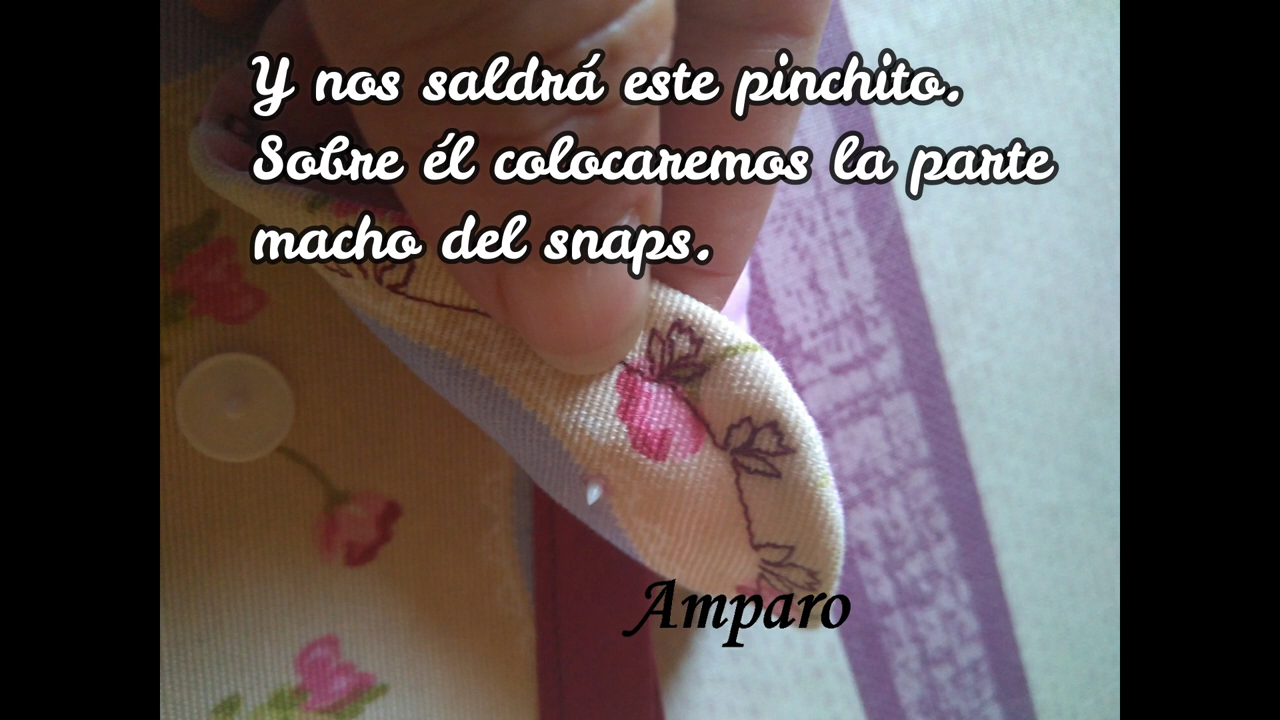 Y nos saldrá este pinchito.
Sobre él colocaremos la parte
macho del snaps.
Amparo